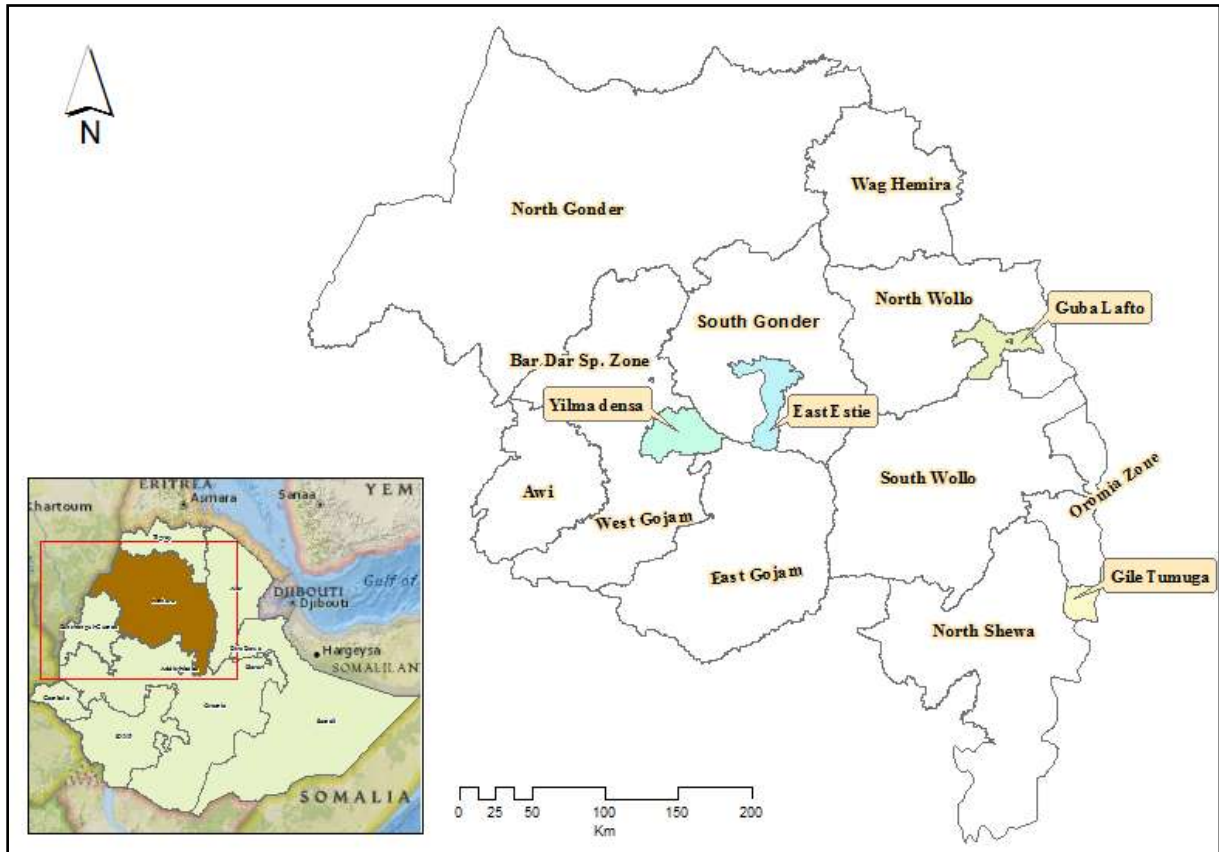 N
Wag Hemira
North Gonder
North Wollo
Guba Lafto
South Gonder
Bar Dar Sp. Zone
Yilma densa
East Estie
South Wollo
Oromia Zone
Awi
West Gojam
East Gojam
Gile Tumuga
North Shewa
ERITREA
Asmara
Sanaa
YEM
Khartoum
Gulf of
DJIBOUTI
Djibouti
Hargeysa
SOMALILAN
SOMALIA
0 25 50 100 150 200
Km